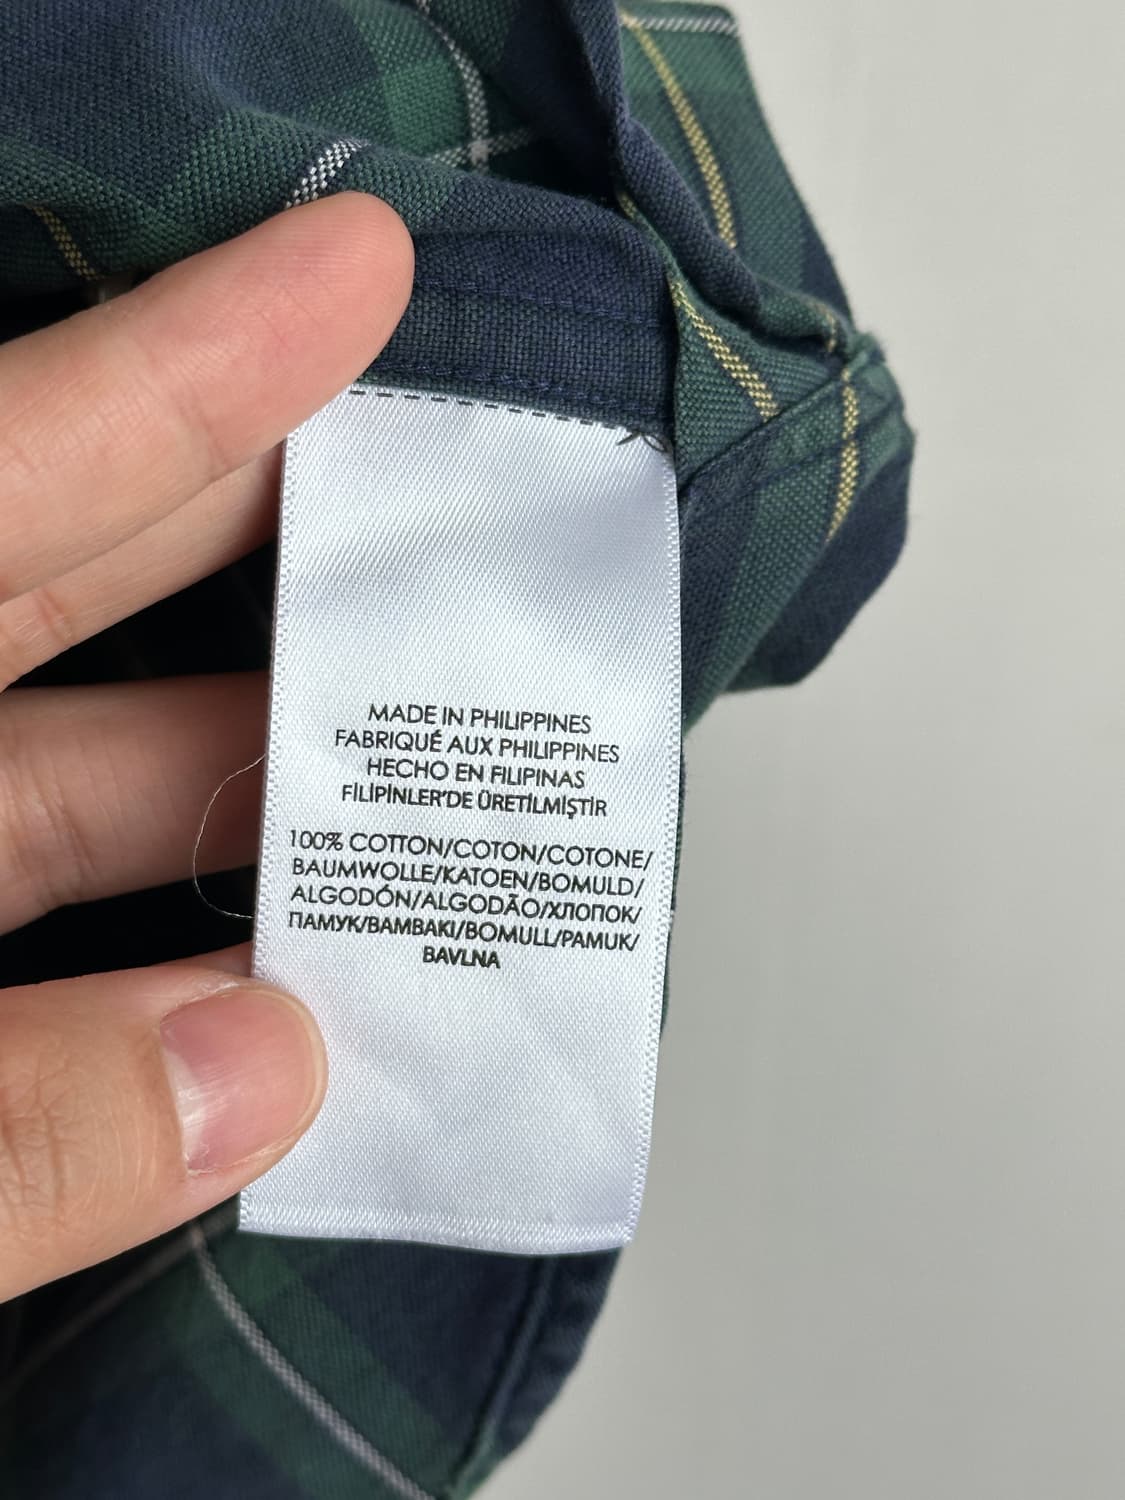 MADE IN PHILIPPINES
FABRIQUÉ AUX PHILIPPINES
HECHO EN FILIPINAS
FİLİPİNLER'DE ÜRETİLMİŞTİR
100% COTTON/COTON/COTONE/
BAUMWOLLE/KATOEN/BOMULD/
ALGODÓN/ALGODÃO/ХЛОПОК/
ПАМУК/BAMBAKI/BOMULL/PAMUK/
BAVLNA